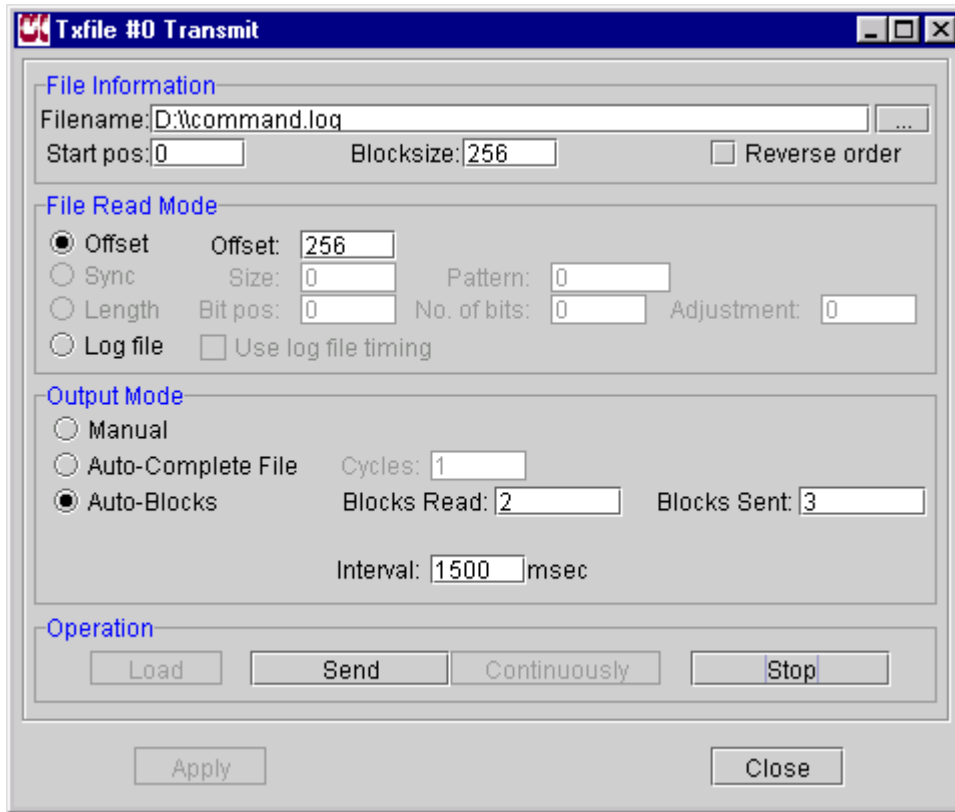 Txfile #0 Transmit
File Information
Filename: D:\\command.log ...
Start pos: 0 Blocksize: 256 Reverse order
File Read Mode
Offset Offset: 256
Sync Size: 0 Pattern: 0
Length Bit pos: 0 No. of bits: 0 Adjustment: 0
Log file Use log file timing
Output Mode
Manual
Auto-Complete File Cycles: 1
Auto-Blocks Blocks Read: 2 Blocks Sent: 3
Interval: 1500 msec
Operation
Load Send Continuously Stop
Apply Close